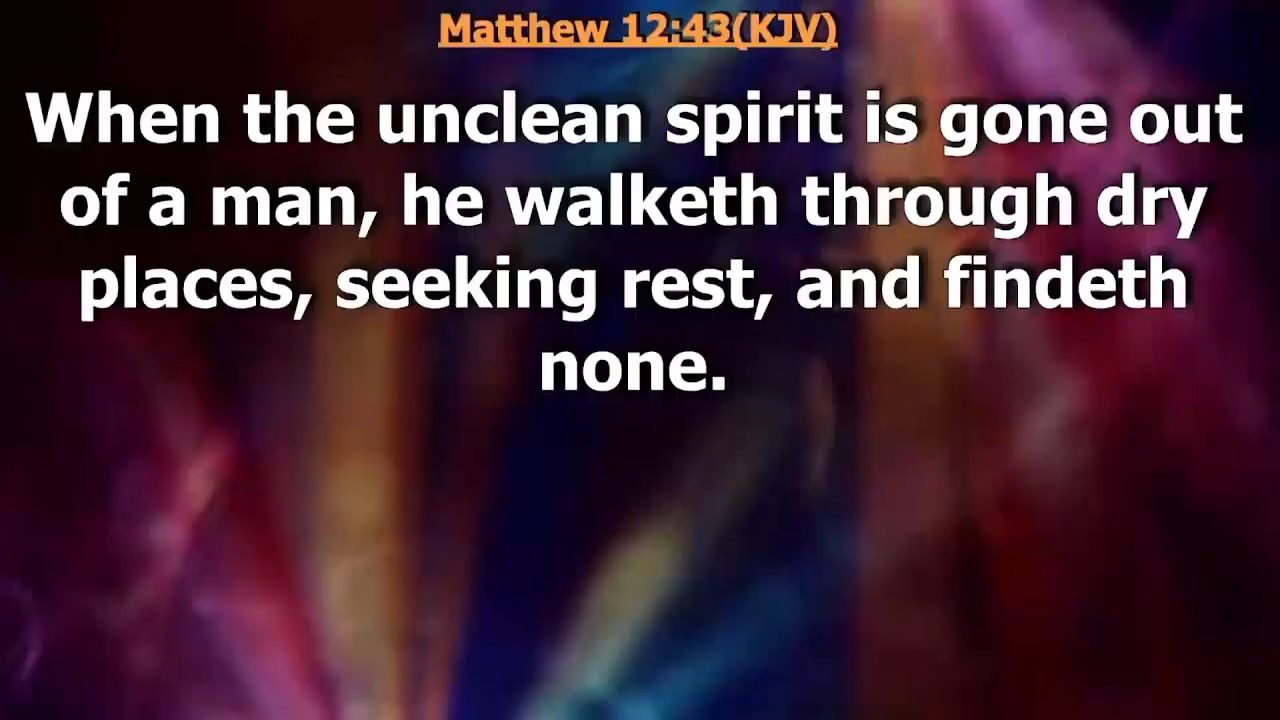 Matthew 12:43(KJV)
When the unclean spirit is gone out
of a man, he walketh through dry
places, seeking rest, and findeth
none.